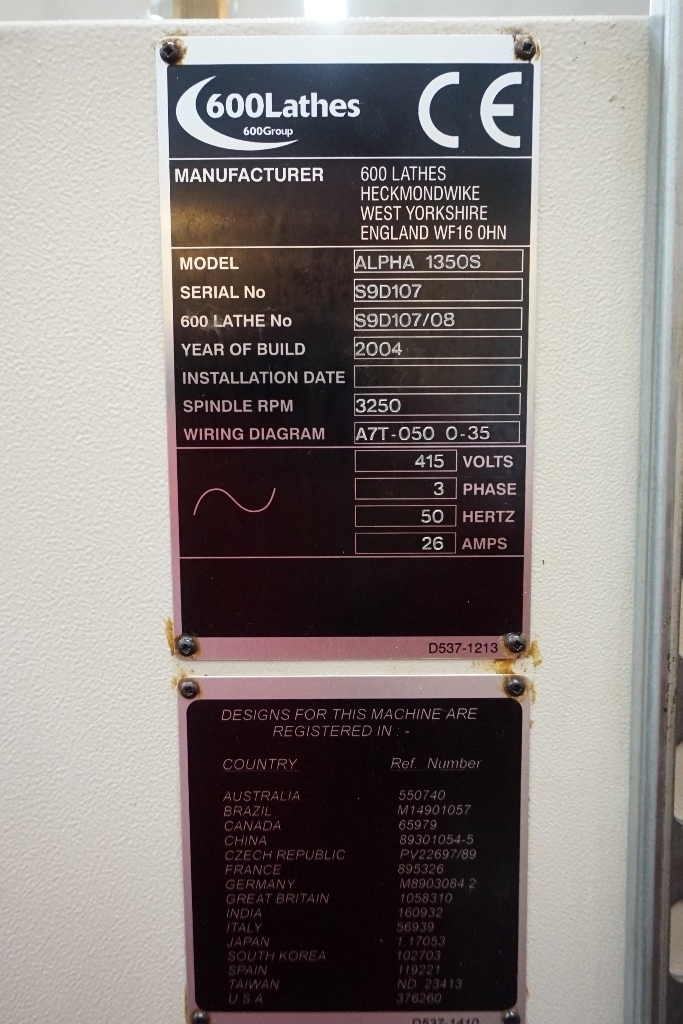 600Lathes
600Group
CE
MANUFACTURER 600 LATHES
HECKMONDWIKE
WEST YORKSHIRE
ENGLAND WF16 0HN
MODEL ALPHA 1350S
SERIAL No S9D107
600 LATHE No S9D107/08
YEAR OF BUILD 2004
INSTALLATION DATE
SPINDLE RPM 3250
WIRING DIAGRAM A7T-050 0-35
415 VOLTS
3 PHASE
50 HERTZ
26 AMPS
D537-1213
DESIGNS FOR THIS MACHINE ARE
REGISTERED IN : -
COUNTRY Ref. Number
AUSTRALIA 550740
BRAZIL M14901057
CANADA 65979
CHINA 89301054-5
CZECH REPUBLIC PV22697/89
FRANCE 895326
GERMANY M8903084 2
GREAT BRITAIN 1058310
INDIA 160932
ITALY 56939
JAPAN 1 17053
SOUTH KOREA 102703
SPAIN 119221
TAIWAN ND 23413
U.S.A 376260
D537-1410